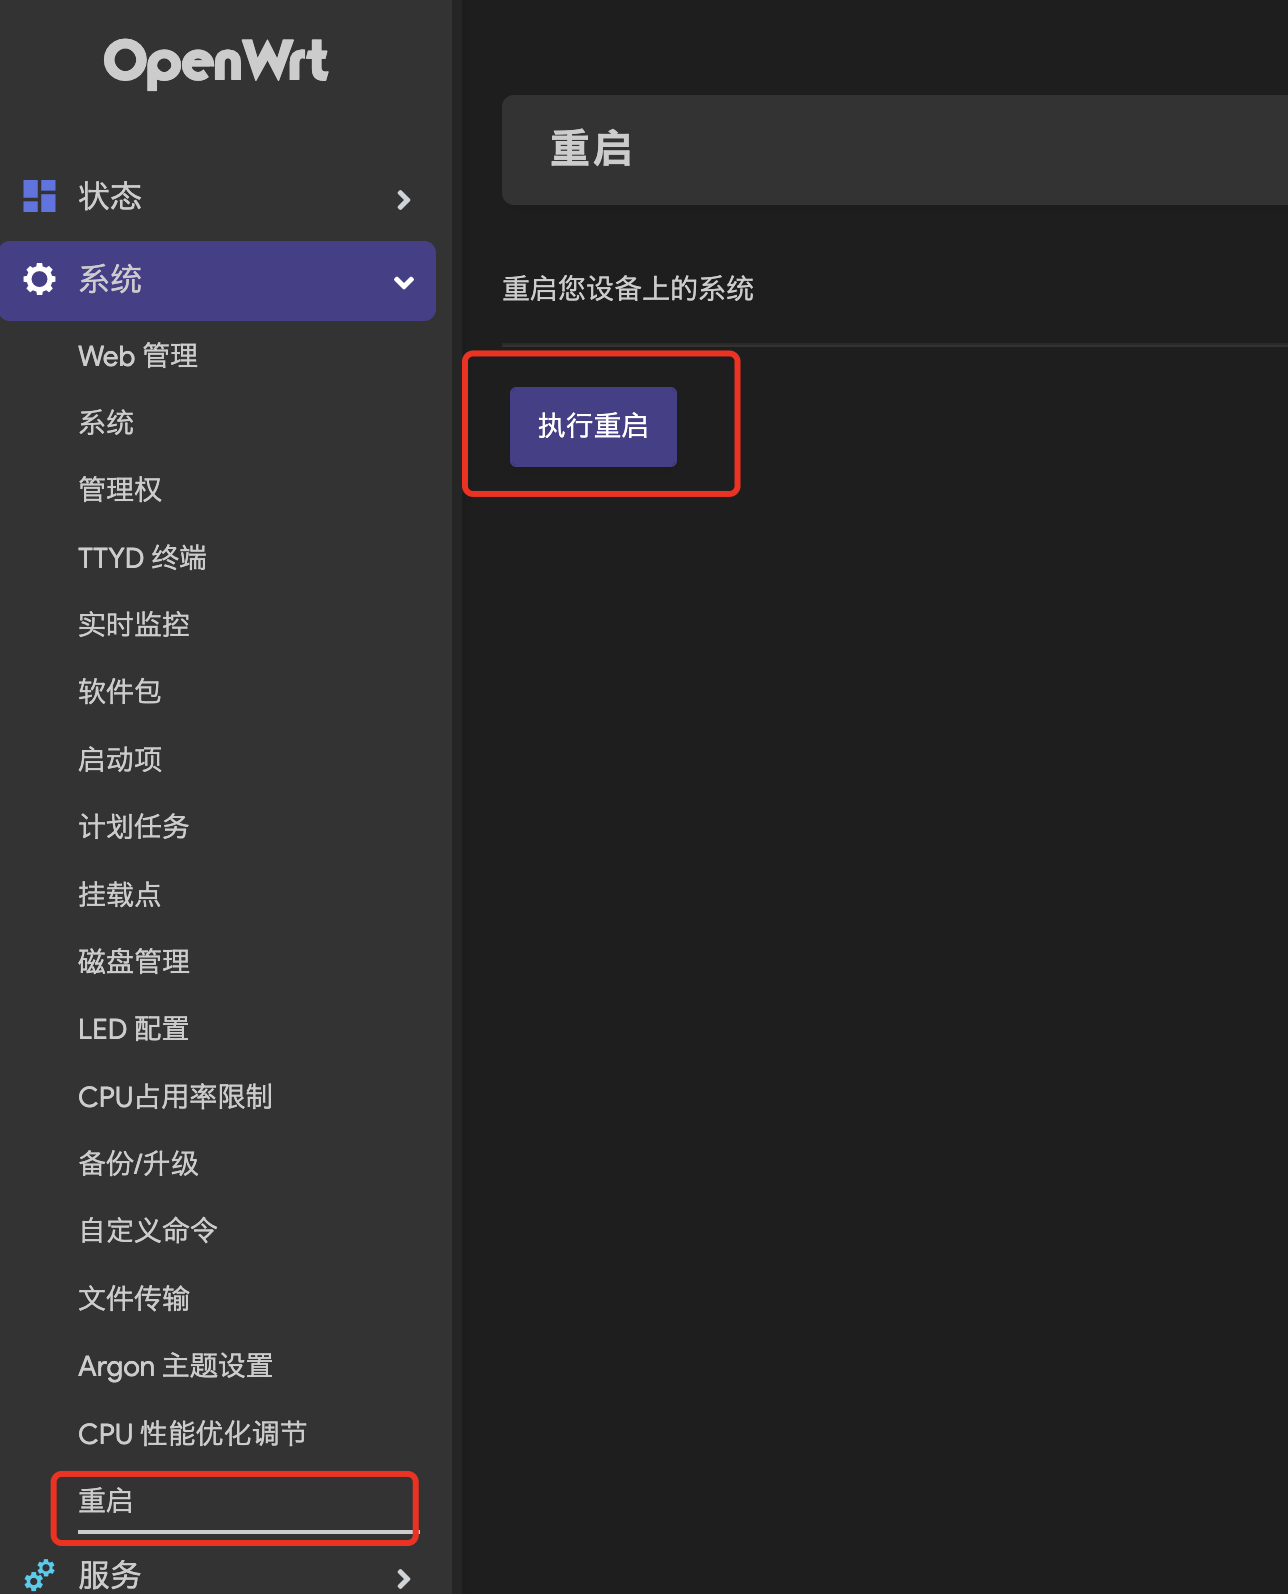 OpenWrt
状态
系统
Web 管理
系统
管理权
TTYD 终端
实时监控
软件包
启动项
计划任务
挂载点
磁盘管理
LED 配置
CPU占用率限制
备份/升级
自定义命令
文件传输
Argon 主题设置
CPU 性能优化调节
重启
服务
重启
重启您设备上的系统
执行重启